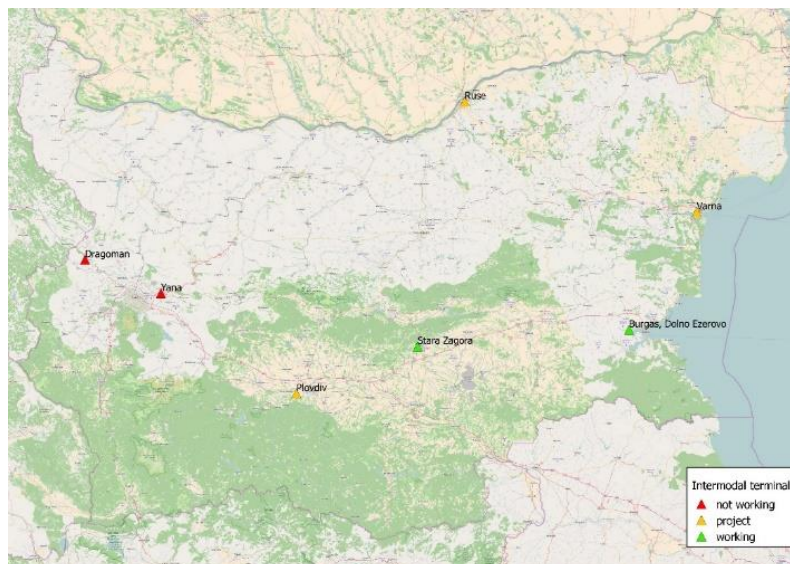 Ruse
Varna
Dragoman
Yana
Burgas, Dolno Ezerovo
Stara Zagora
Plovdiv
Intermodal terminal
not working
project
working